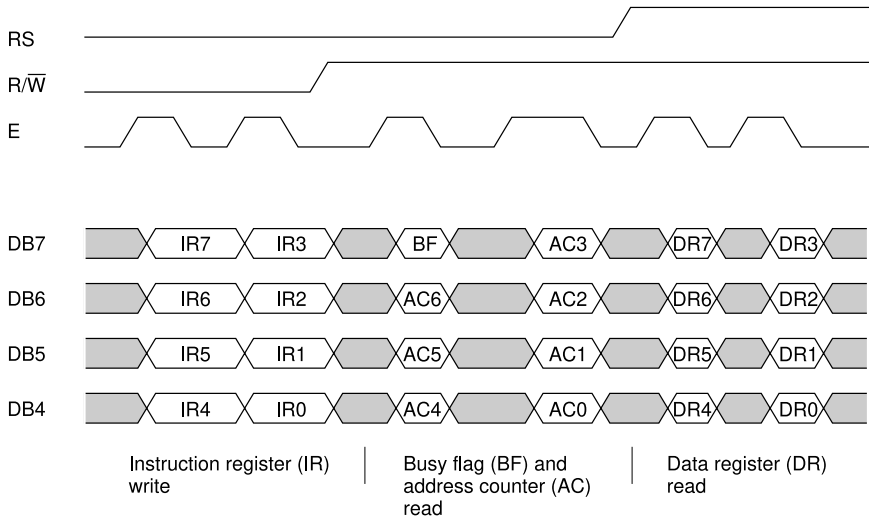 RS
R/W̅
E
DB7 IR7 IR3 BF AC3 DR7 DR3
DB6 IR6 IR2 AC6 AC2 DR6 DR2
DB5 IR5 IR1 AC5 AC1 DR5 DR1
DB4 IR4 IR0 AC4 AC0 DR4 DR0
Instruction register (IR)
write
Busy flag (BF) and
address counter (AC)
read
Data register (DR)
read